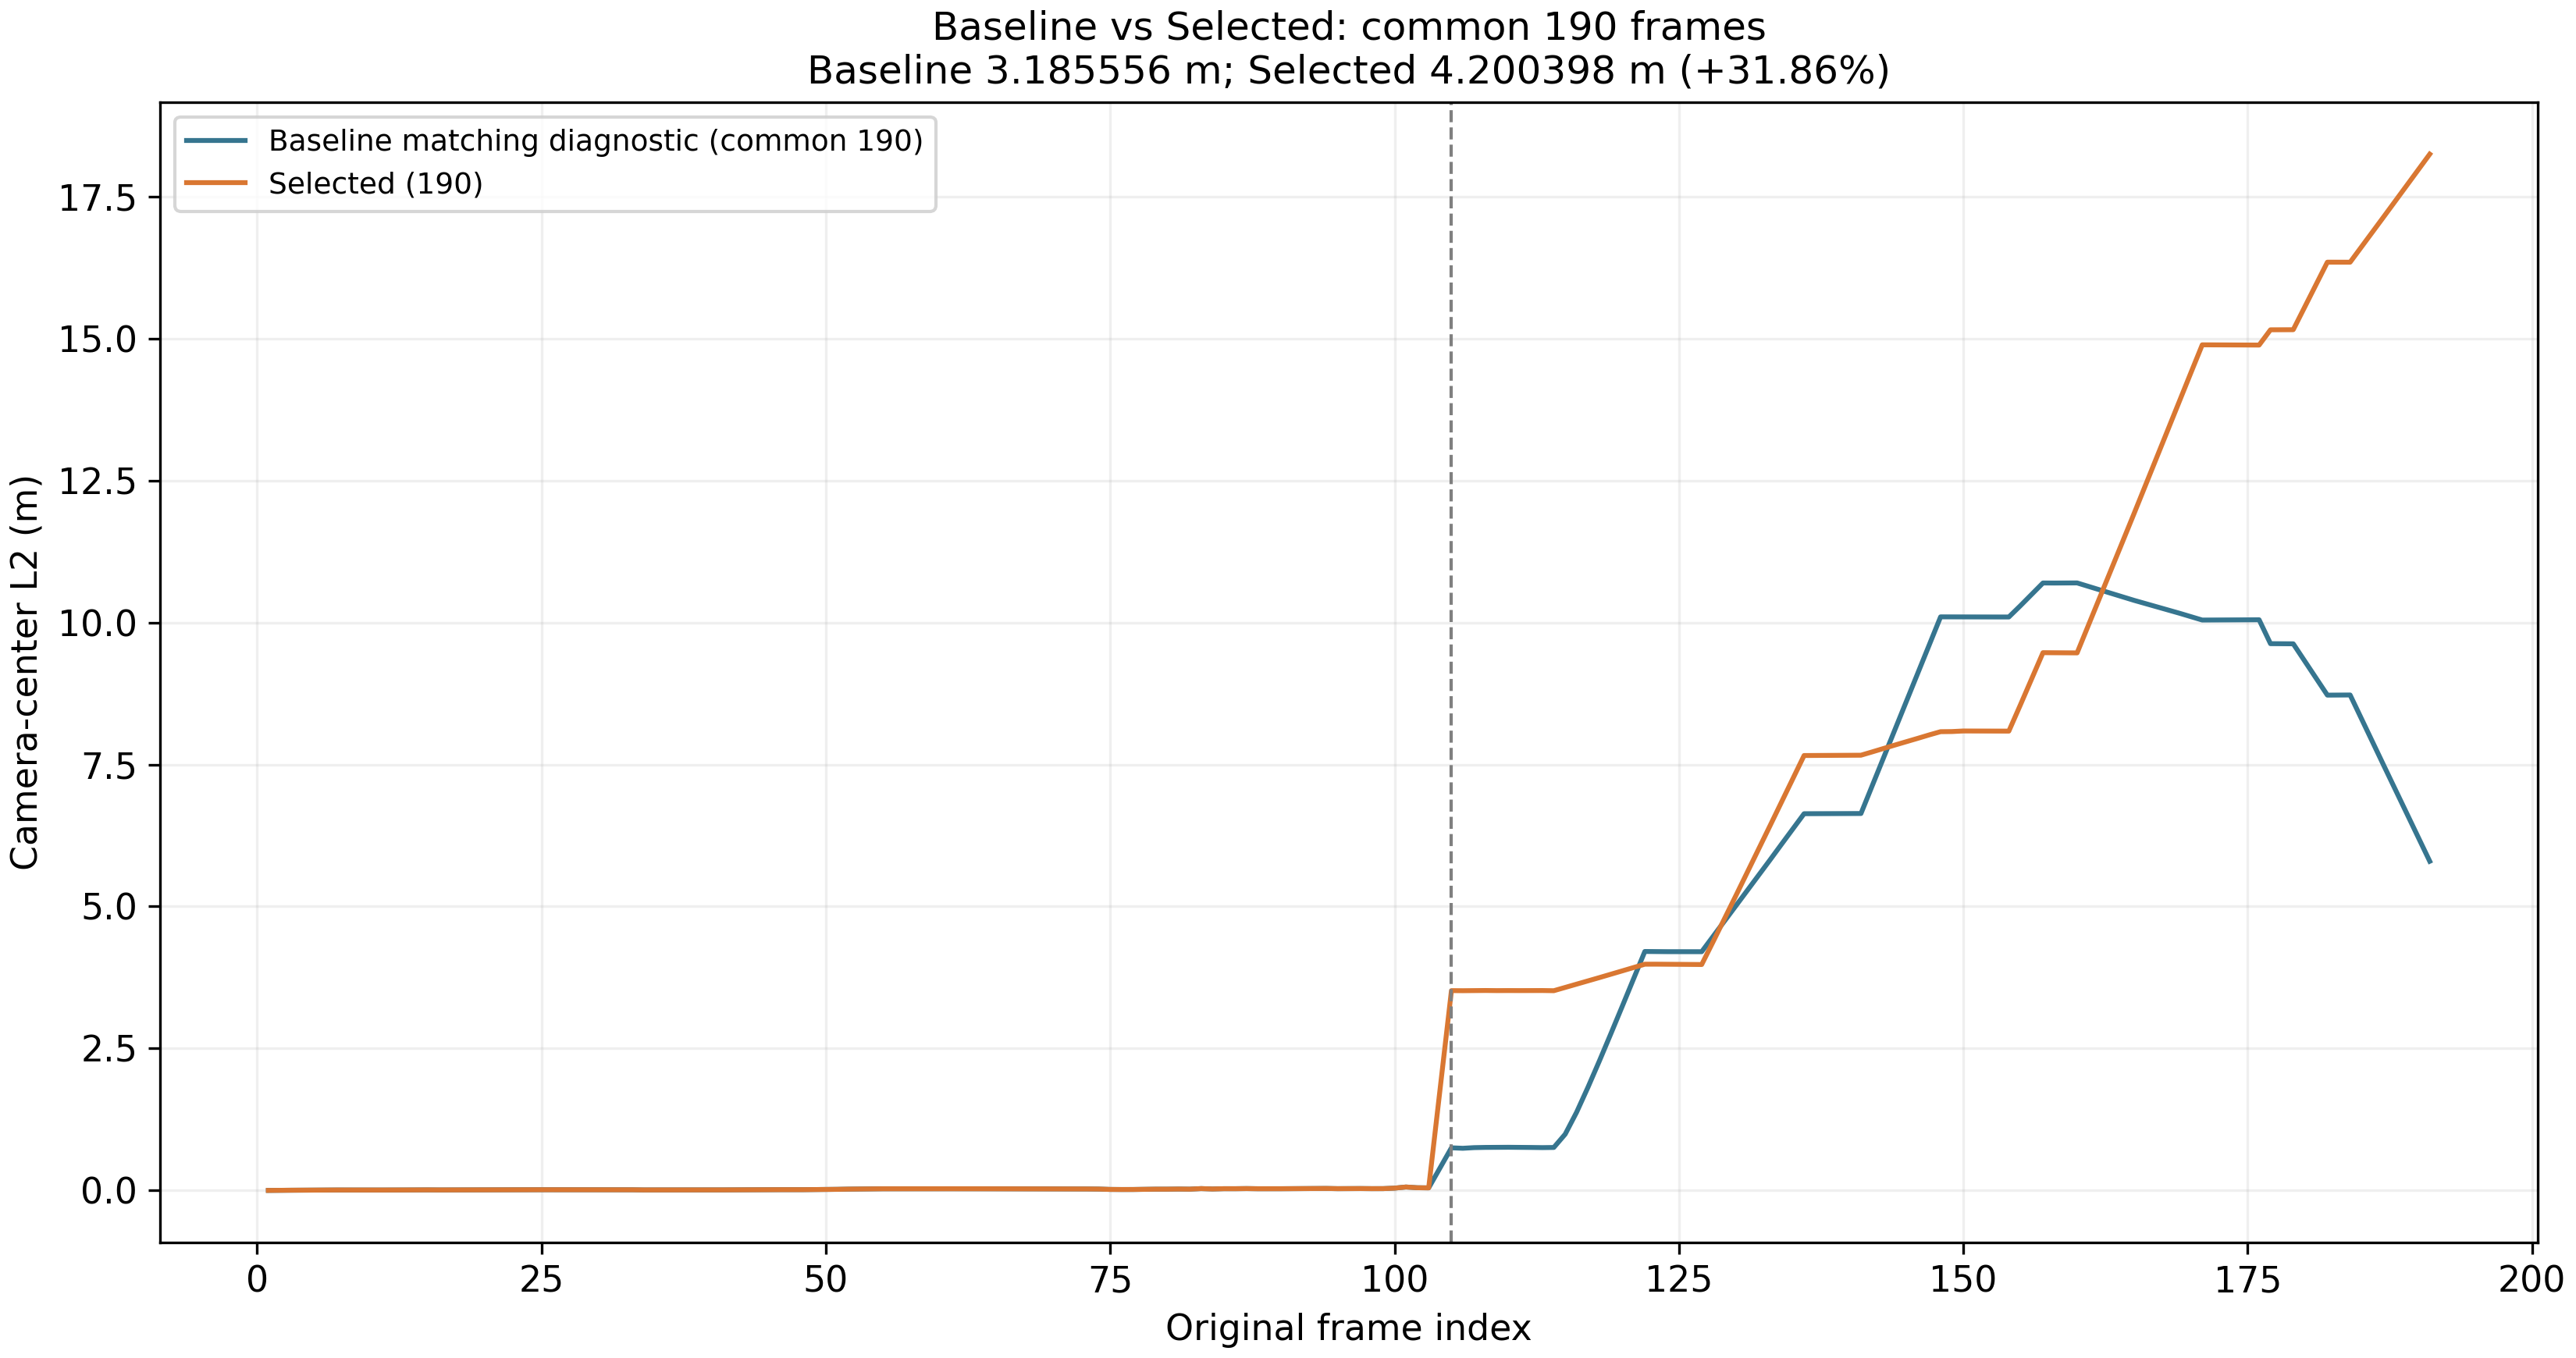 Baseline vs Selected: common 190 frames
Baseline 3.185556 m; Selected 4.200398 m (+31.86%)
Baseline matching diagnostic (common 190)
Selected (190)
Camera-center L2 (m)
17.5
15.0
12.5
10.0
7.5
5.0
2.5
0.0
0 25 50 75 100 125 150 175 200
Original frame index